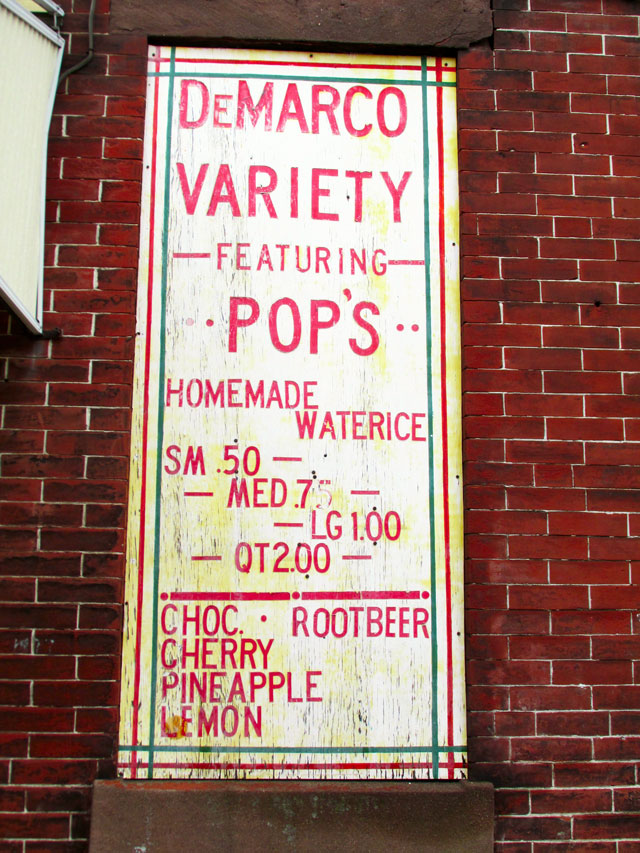 DeMARCO
VARIETY
— FEATURING —
·· POP'S ··
HOMEMADE
WATERICE
SM .50 —
— MED .75 —
— LG 1.00
— QT 2.00 —
CHOC. · ROOTBEER
CHERRY
PINEAPPLE
LEMON